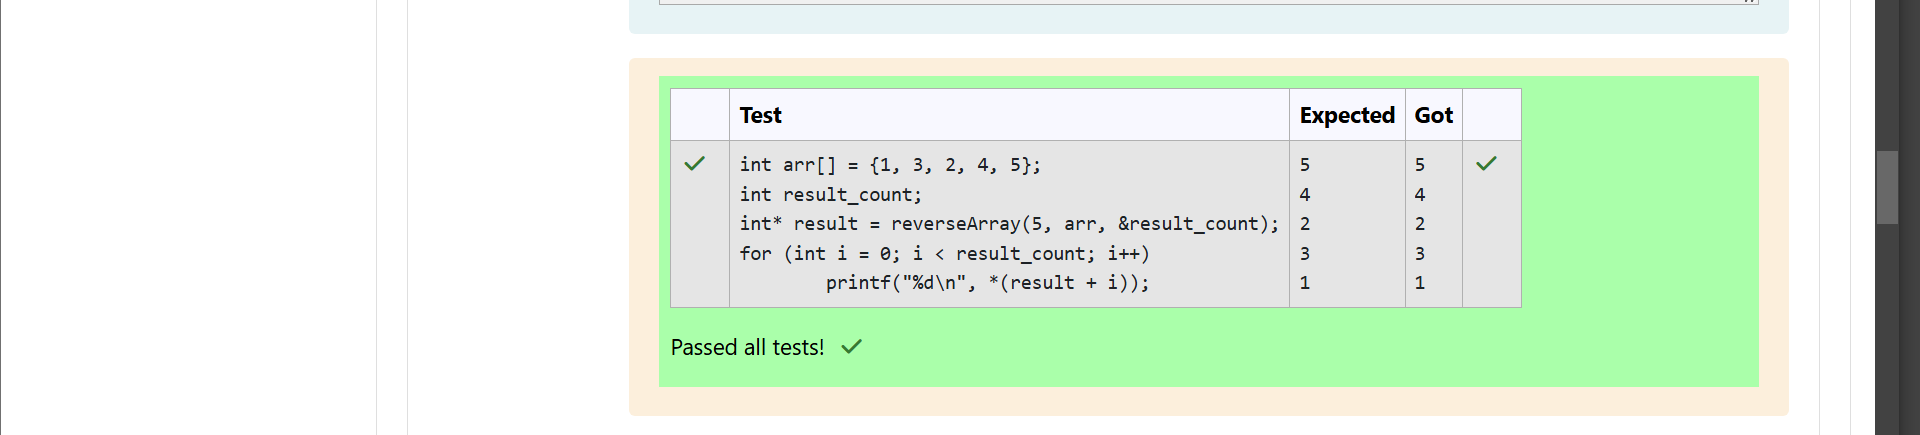 Test Expected Got
int arr[] = {1, 3, 2, 4, 5}; 5 5
int result_count; 4 4
int* result = reverseArray(5, arr, &result_count); 2 2
for (int i = 0; i < result_count; i++) 3 3
        printf("%d\n", *(result + i)); 1 1
Passed all tests!